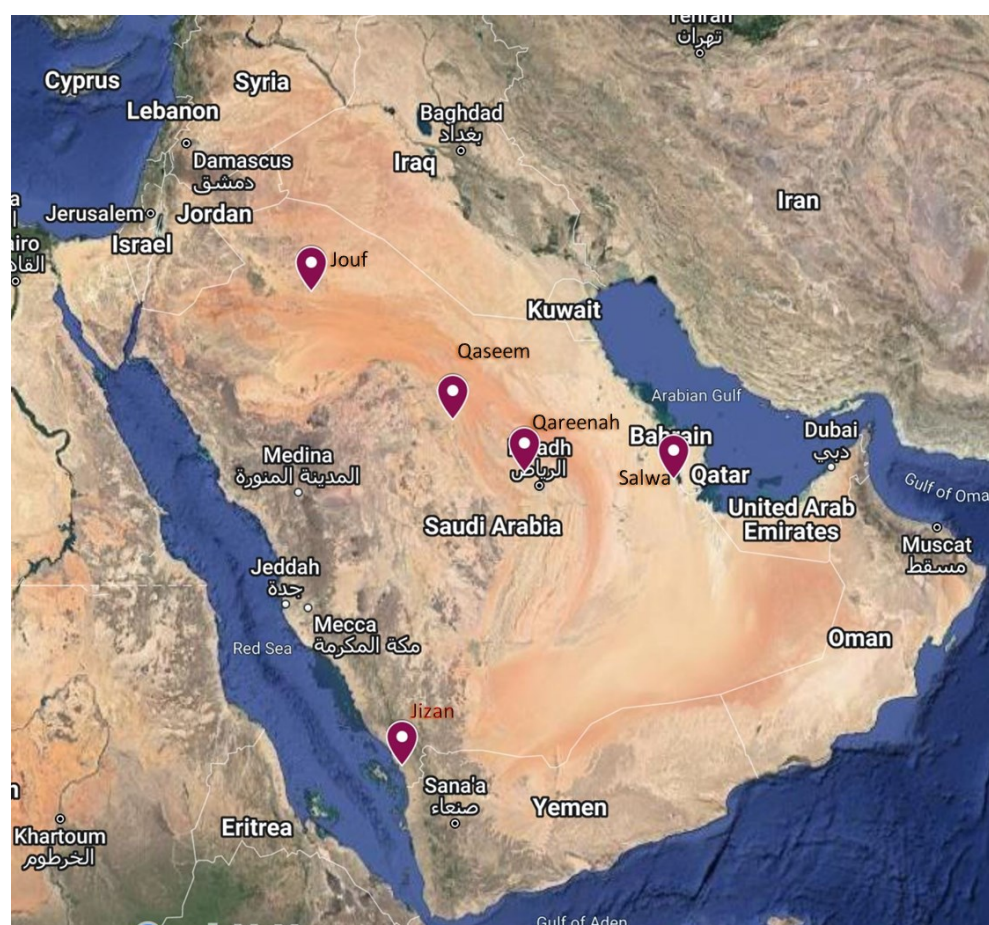 Tehran
تهران
Cyprus
Syria
Lebanon
Baghdad
بغداد
Damascus
دمشق
Iraq
Iran
Jerusalem
Jordan
Israel
Jouf
Kuwait
Qaseem
Arabian Gulf
Qareenah
Bahrain
Dubai
دبي
الرياض
Medina
المدينة المنورة
Salwa
Qatar
Gulf of Oma
United Arab
Emirates
Saudi Arabia
Muscat
مسقط
Jeddah
جدة
Mecca
مكة المكرمة
Red Sea
Oman
Jizan
Sana'a
صنعاء
Yemen
Eritrea
Khartoum
الخرطوم
Gulf of Aden